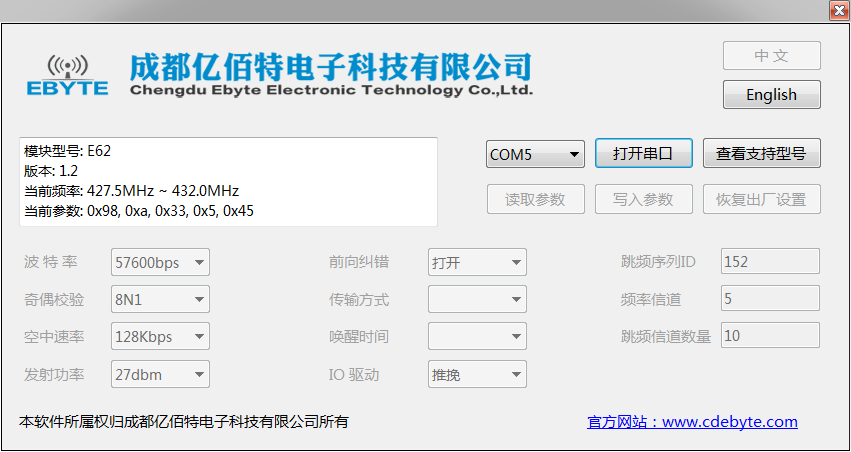 EBYTE
成都亿佰特电子科技有限公司
Chengdu Ebyte Electronic Technology Co.,Ltd.
中 文
English
模块型号: E62
版本: 1.2
当前频率: 427.5MHz ~ 432.0MHz
当前参数: 0x98, 0xa, 0x33, 0x5, 0x45
COM5 打开串口 查看支持型号
读取参数 写入参数 恢复出厂设置
波 特 率 57600bps 前向纠错 打开 跳频序列ID 152
奇偶校验 8N1 传输方式 频率信道 5
空中速率 128Kbps 唤醒时间 跳频信道数量 10
发射功率 27dbm IO 驱动 推挽
本软件所属权归成都亿佰特电子科技有限公司所有 官方网站：www.cdebyte.com